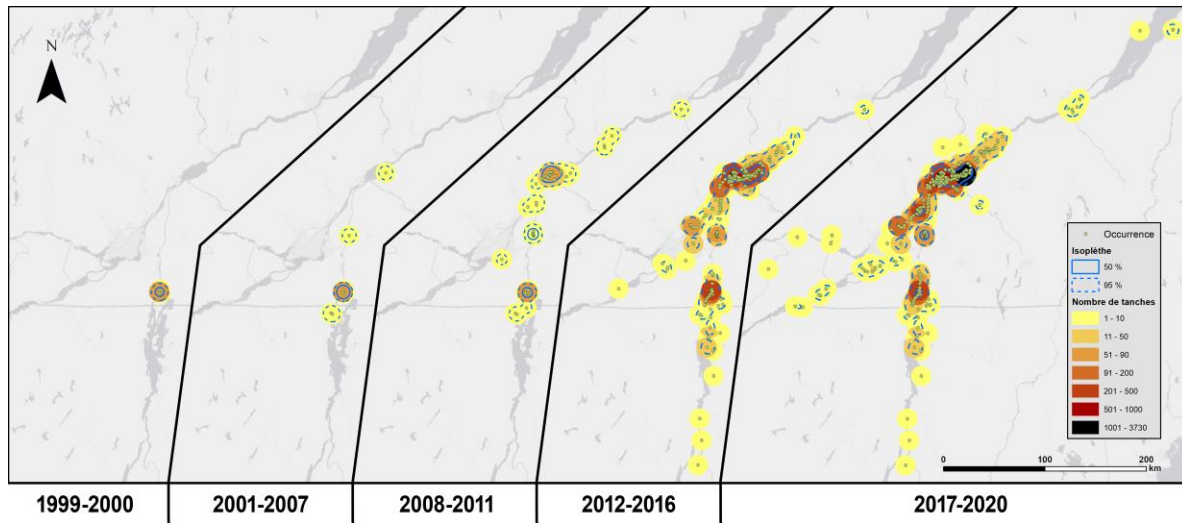 N
Occurrence
Isoplèthe
50 %
95 %
Nombre de tanches
1 - 10
11 - 50
51 - 90
91 - 200
201 - 500
501 - 1000
1001 - 3730
0 100 200
km
1999-2000 2001-2007 2008-2011 2012-2016 2017-2020